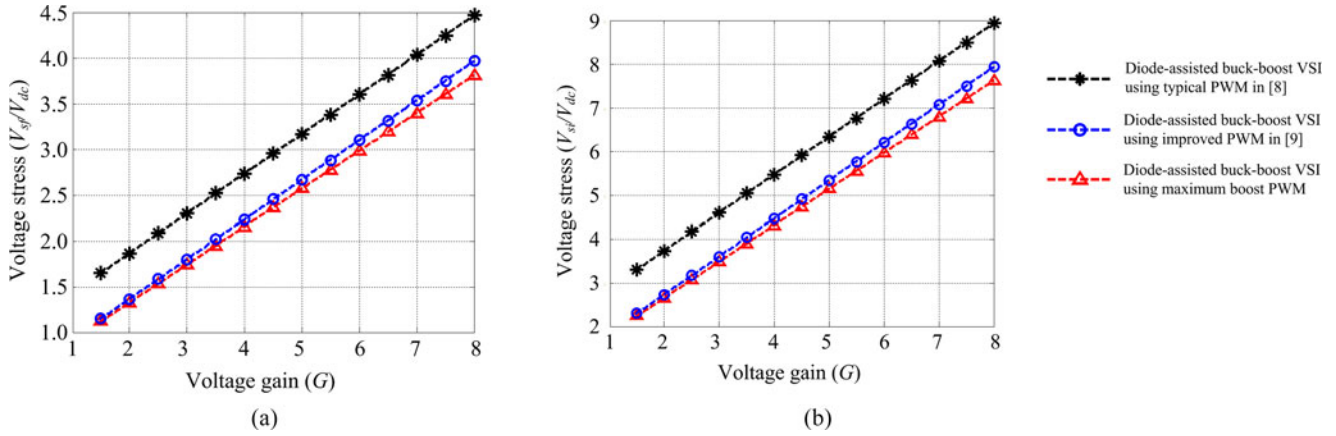 4.5
4.0
3.5
3.0
2.5
2.0
1.5
1.0
1 2 3 4 5 6 7 8
Voltage stress (Vsf/Vdc)
Voltage gain (G)
(a)
9
8
7
6
5
4
3
2
1 2 3 4 5 6 7 8
Voltage stress (Vsi/Vdc)
Voltage gain (G)
(b)
Diode-assisted buck-boost VSI
using typical PWM in [8]
Diode-assisted buck-boost VSI
using improved PWM in [9]
Diode-assisted buck-boost VSI
using maximum boost PWM